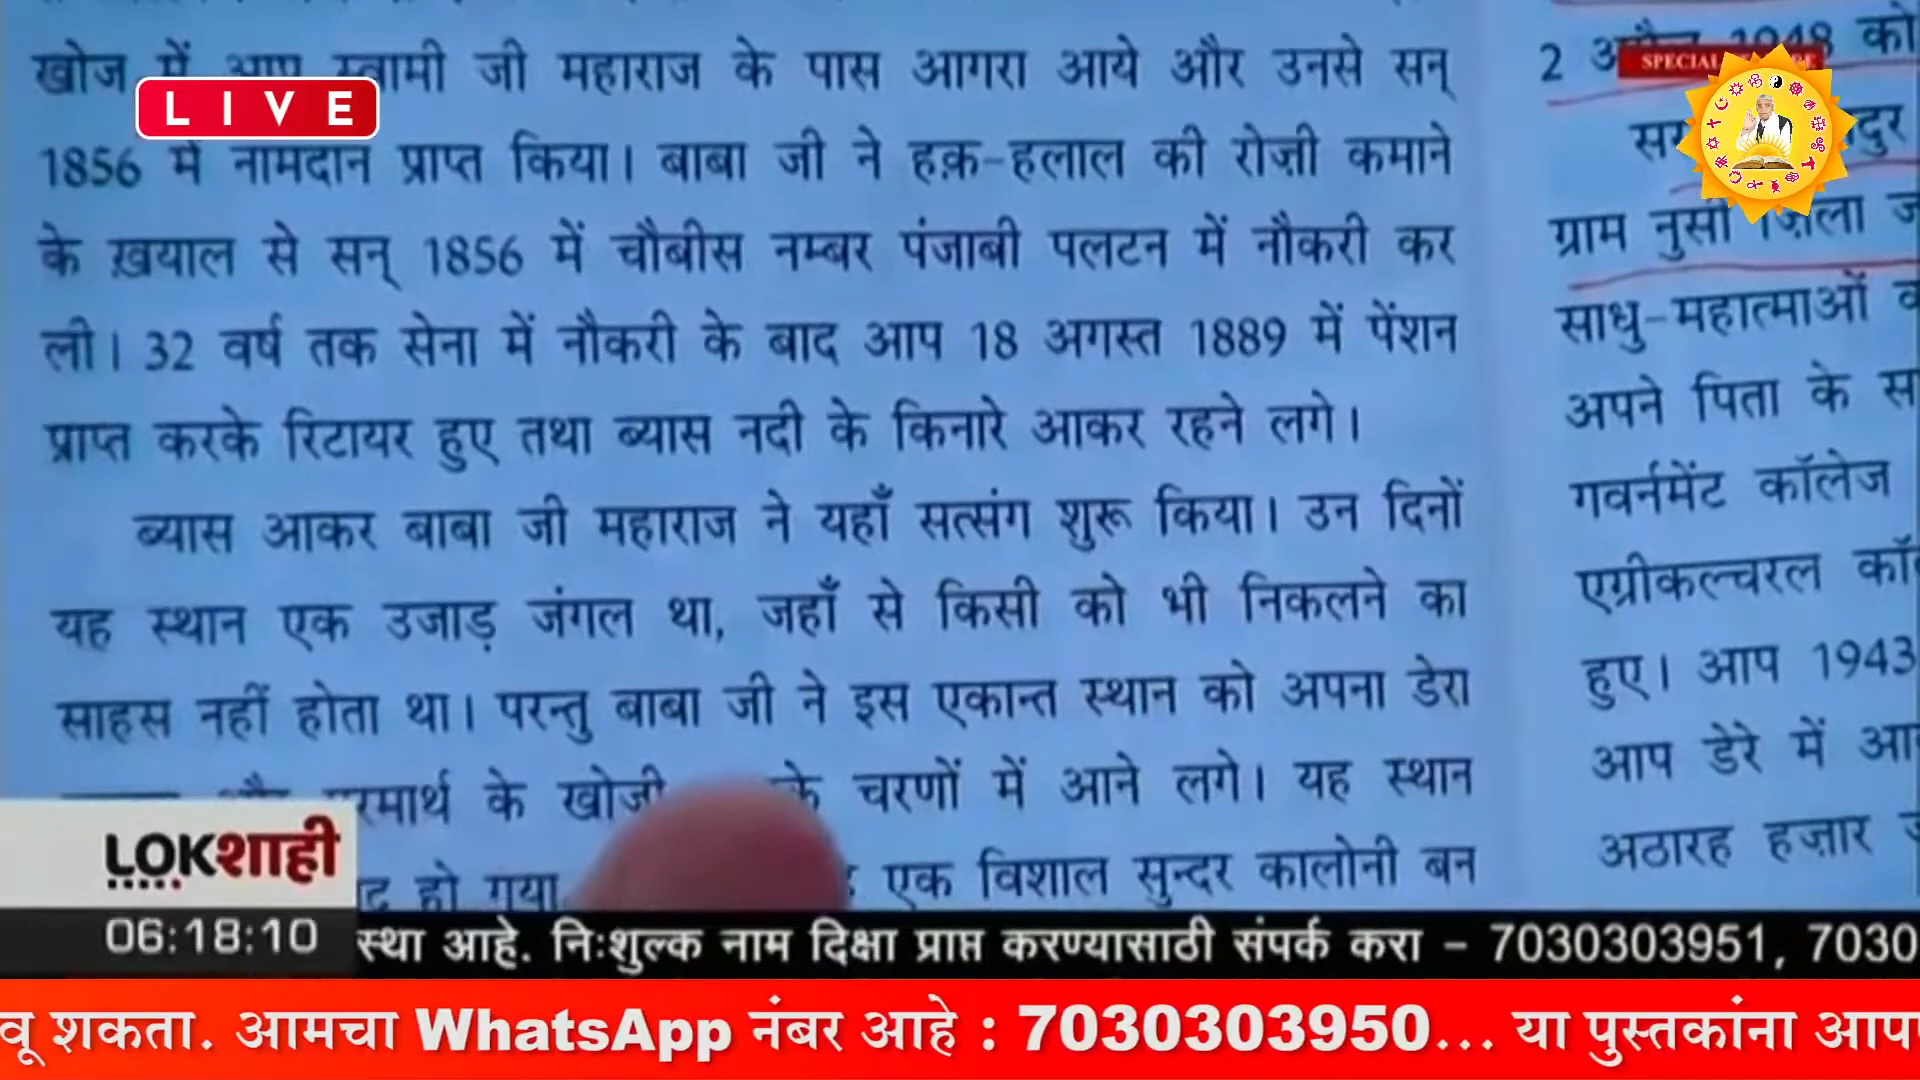 खोज में आप स्वामी जी महाराज के पास आगरा आये और उनसे सन्
1856 में नामदान प्राप्त किया। बाबा जी ने हक़-हलाल की रोज़ी कमाने
के ख़याल से सन् 1856 में चौबीस नम्बर पंजाबी पलटन में नौकरी कर
ली। 32 वर्ष तक सेना में नौकरी के बाद आप 18 अगस्त 1889 में पेंशन
प्राप्त करके रिटायर हुए तथा ब्यास नदी के किनारे आकर रहने लगे।
ब्यास आकर बाबा जी महाराज ने यहाँ सत्संग शुरू किया। उन दिनों
यह स्थान एक उजाड़ जंगल था, जहाँ से किसी को भी निकलने का
साहस नहीं होता था। परन्तु बाबा जी ने इस एकान्त स्थान को अपना डेरा
के खोजी चरणों में आने लगे। यह स्थान
हो गया एक विशाल सुन्दर कालोनी बन
2 1948 को
ग्राम नुसी ज़िला
साधु-महात्माओं
अपने पिता के
गवर्नमेंट कॉलेज
एग्रीकल्चरल
हुए। आप 1943
आप डेरे में
अठारह हज़ार
LIVE
SPECIAL
LOKशाही
06:18:10
स्था आहे. निःशुल्क नाम दिक्षा प्राप्त करण्यासाठी संपर्क करा - 7030303951, 7030
वू शकता. आमचा WhatsApp नंबर आहे : 7030303950... या पुस्तकांना आप